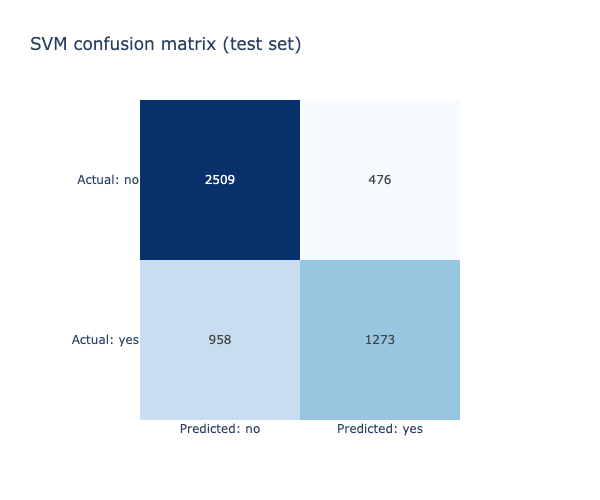 SVM confusion matrix (test set)
Actual: no 2509 476
Actual: yes 958 1273
Predicted: no Predicted: yes